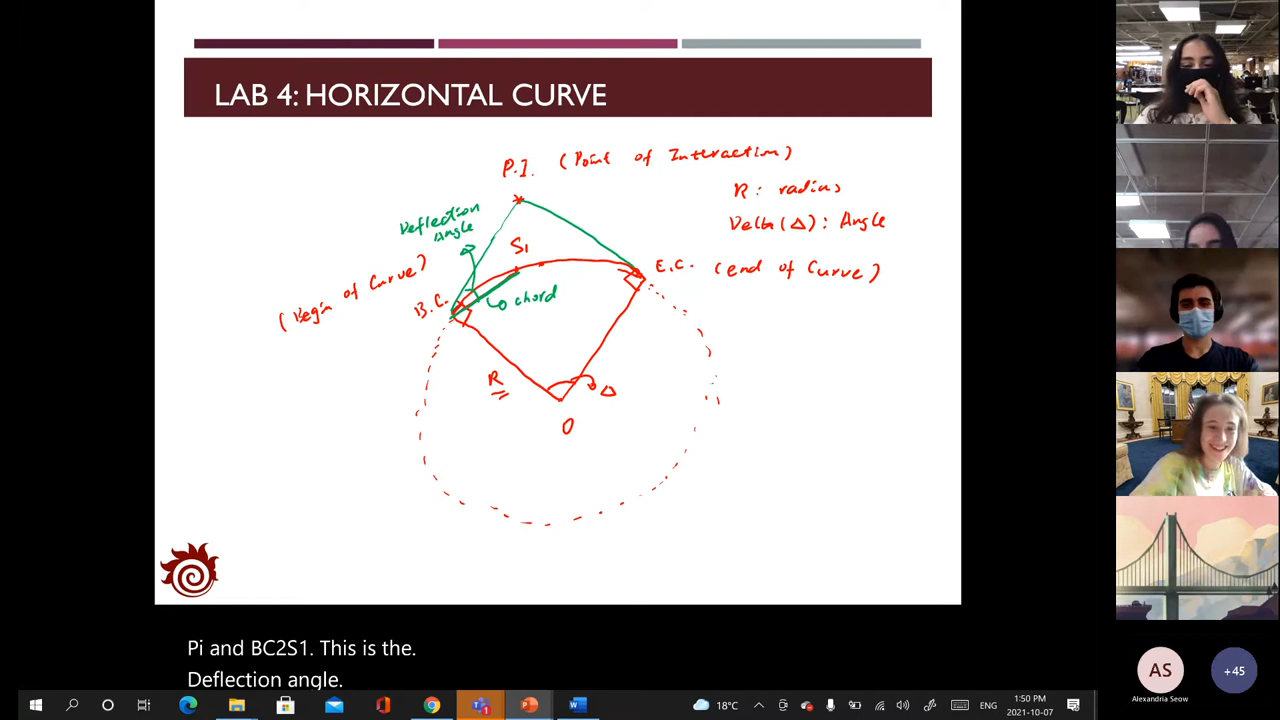 LAB 4: HORIZONTAL CURVE
P.I. (Point of Interaction)
R: radius
Delta(Δ): Angle
Deflection
Angle
S1
E.C. (end of Curve)
(Begin of Curve)
B.C.
chord
R
Δ
O
Pi and BC2S1. This is the.
Deflection angle.
AS
+45
Alexandria Seow
18°C
ENG
1:50 PM
2021-10-07